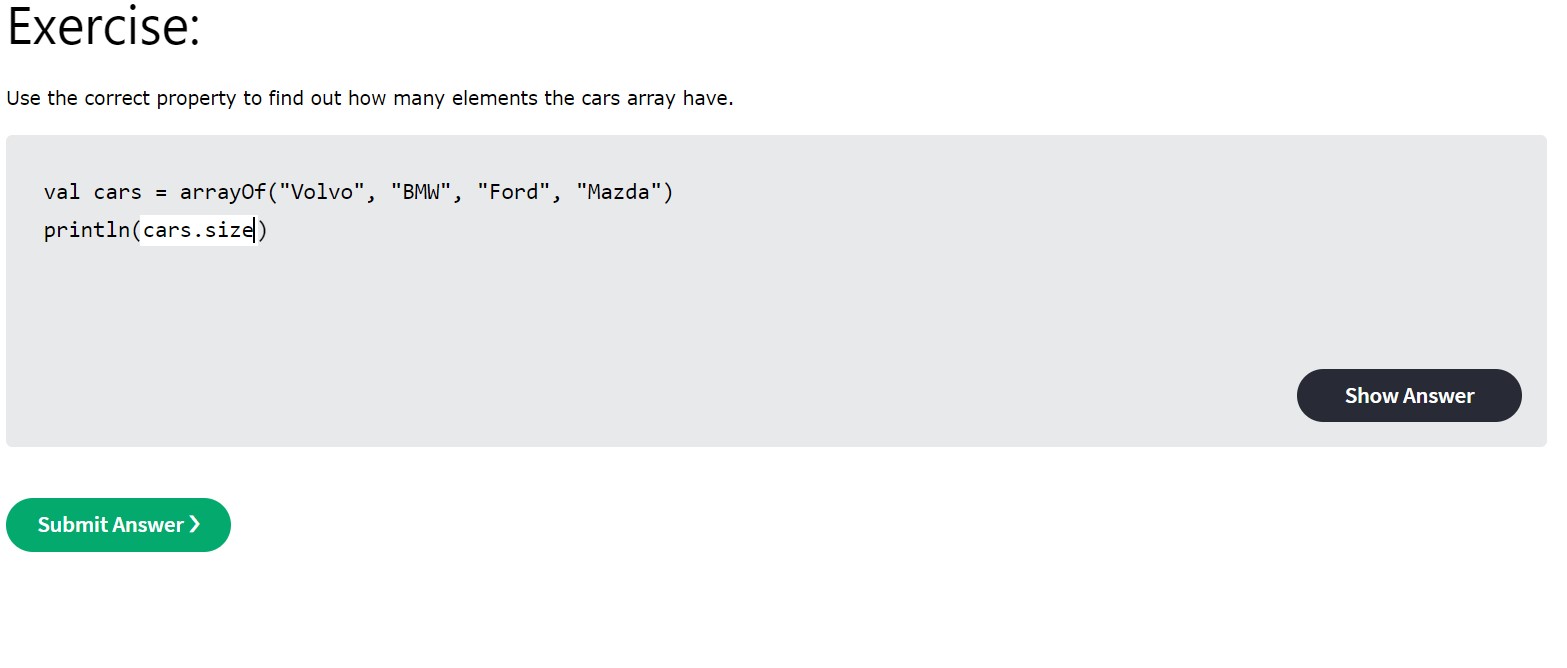 Exercise:
Use the correct property to find out how many elements the cars array have.
val cars = arrayOf("Volvo", "BMW", "Ford", "Mazda")
println(cars.size)
Show Answer
Submit Answer ❯